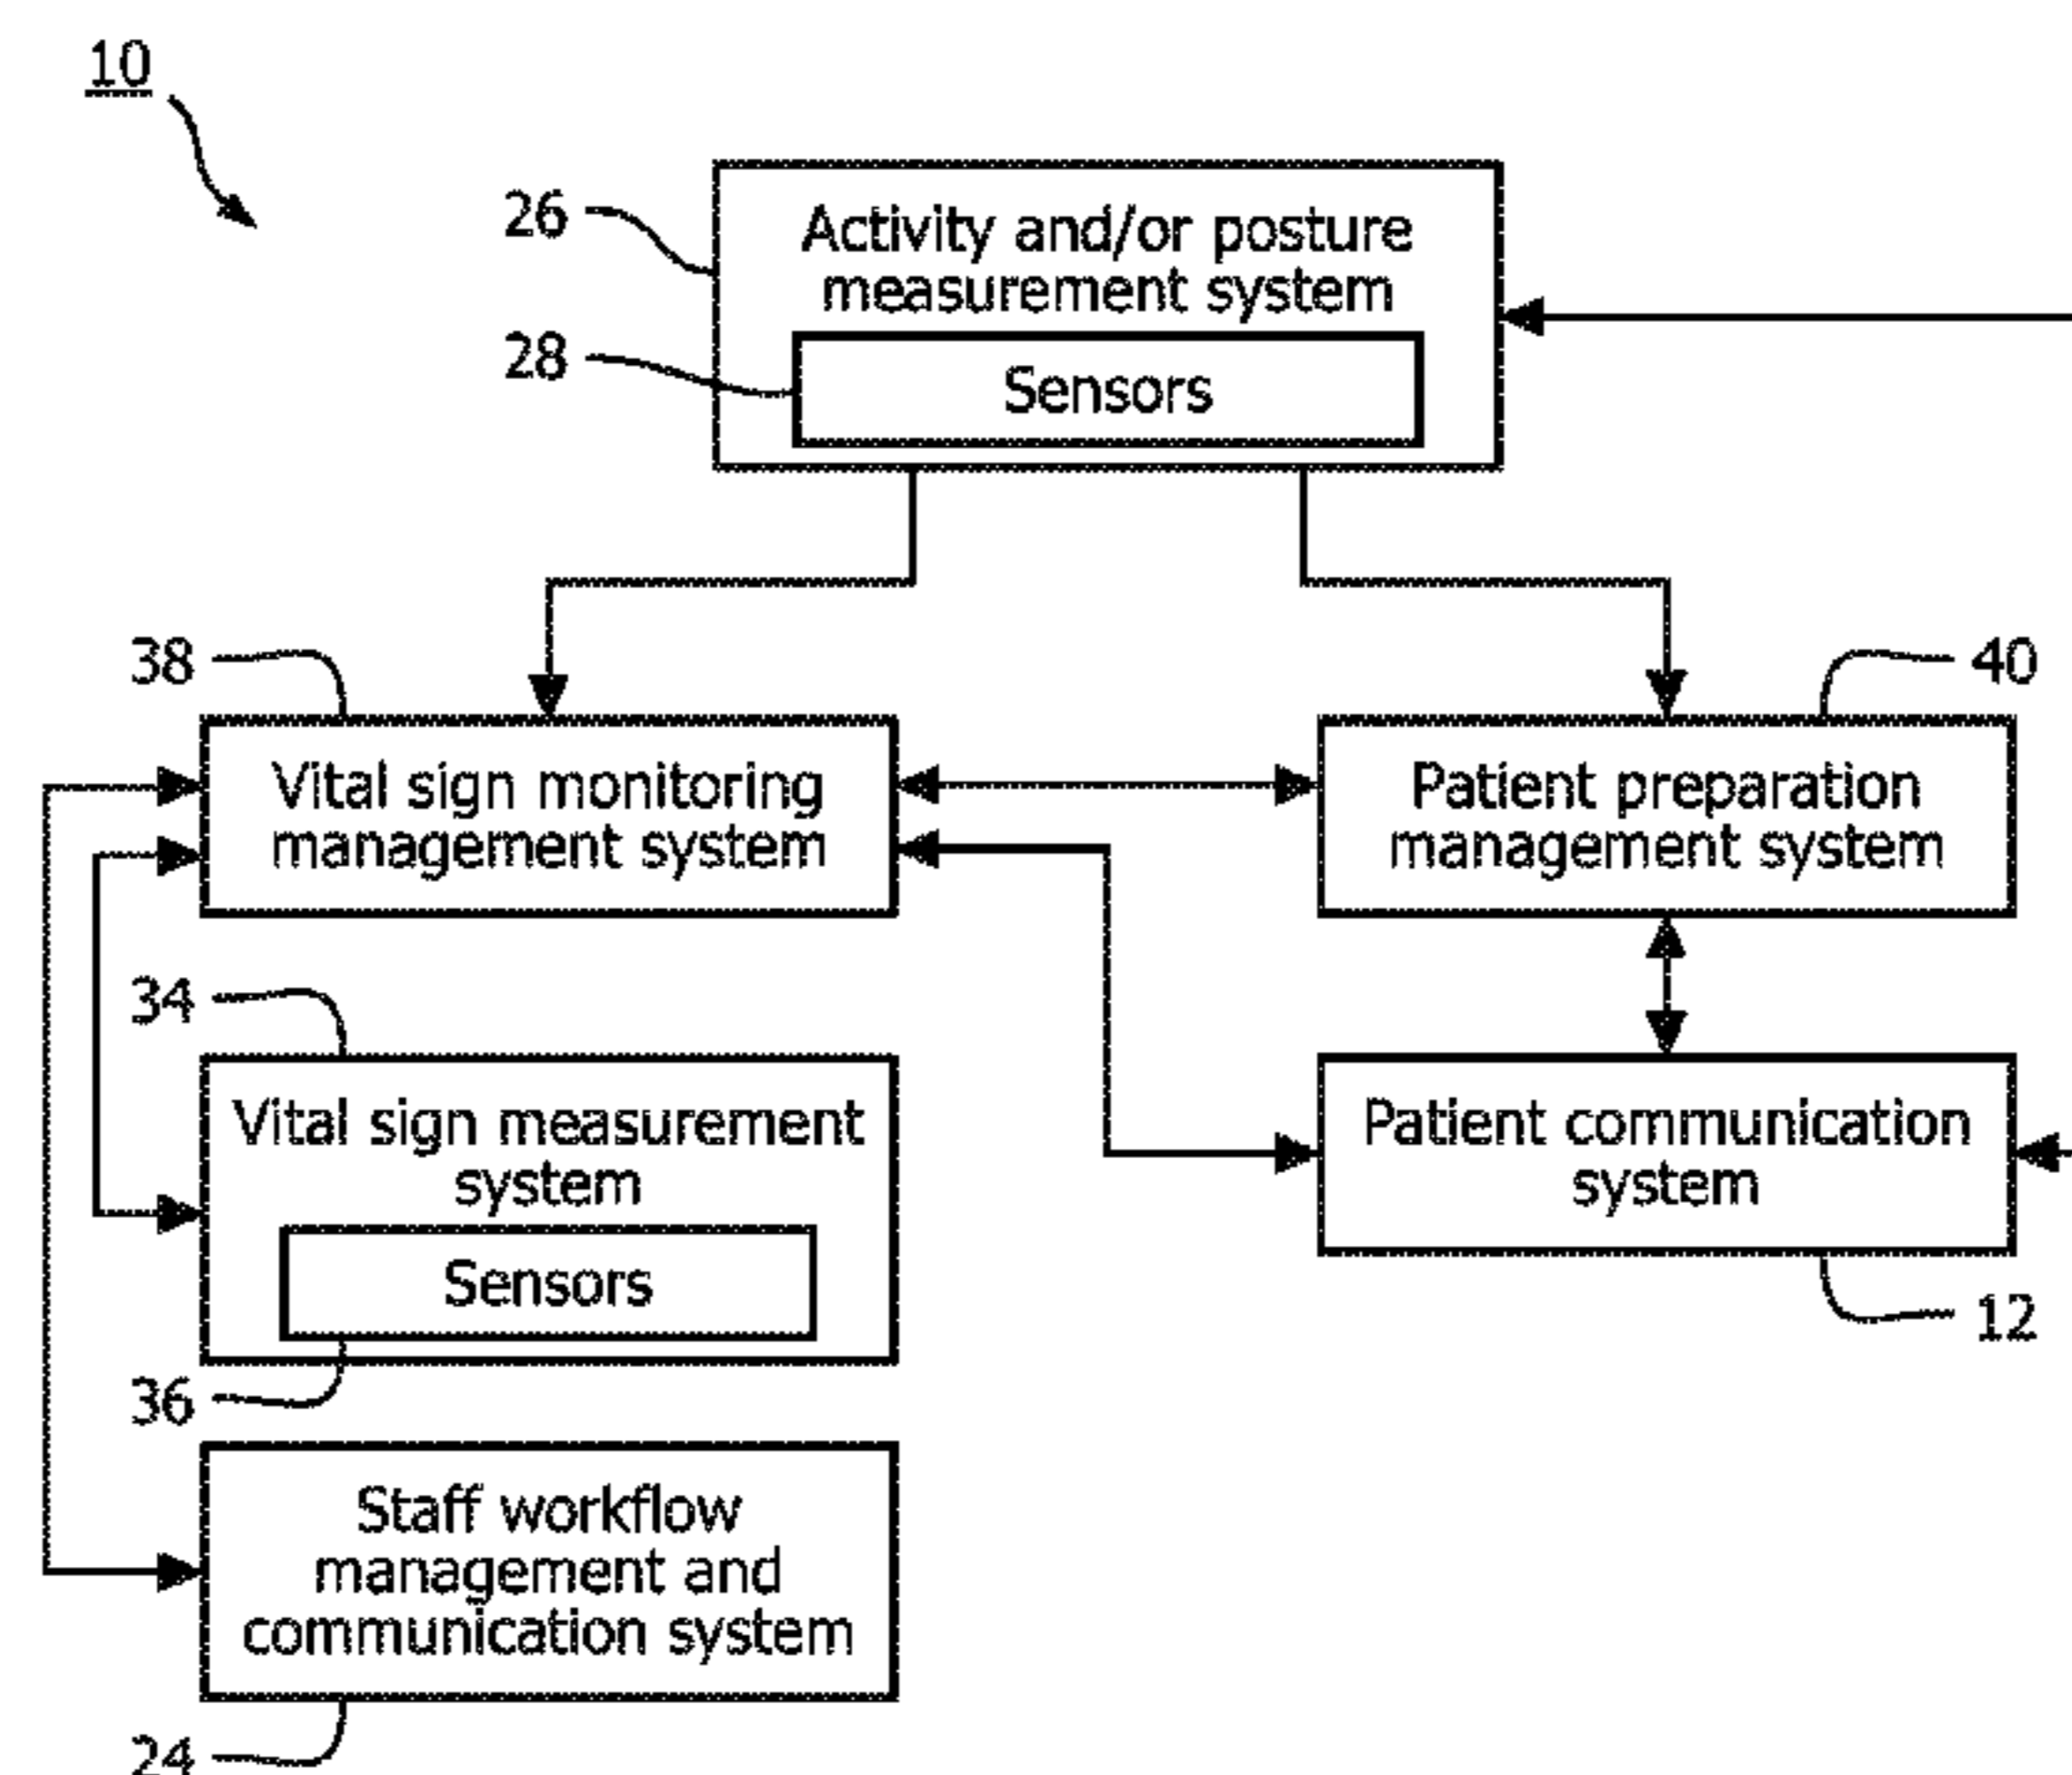 10
26
Activity and/or posture
measurement system
28
Sensors
38
40
Vital sign monitoring
management system
Patient preparation
management system
34
Vital sign measurement
system
Sensors
Patient communication
system
36
12
Staff workflow
management and
communication system
24